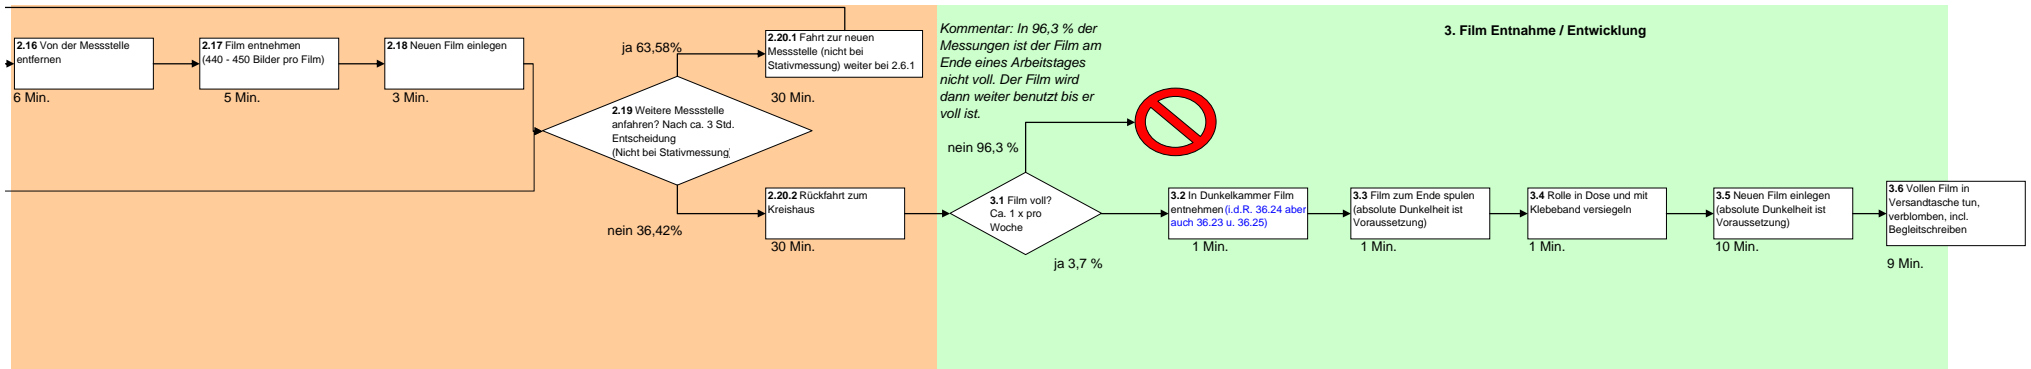 2.16 Von der Messstelle
entfernen
6 Min.
2.17 Film entnehmen
(440 - 450 Bilder pro Film)
5 Min.
2.18 Neuen Film einlegen
3 Min.
ja 63,58%
2.19 Weitere Messstelle
anfahren? Nach ca. 3 Std.
Entscheidung
(Nicht bei Stativmessung)
nein 36,42%
2.20.1 Fahrt zur neuen
Messstelle (nicht bei
Stativmessung) weiter bei 2.6.1
30 Min.
2.20.2 Rückfahrt zum
Kreishaus
30 Min.
Kommentar: In 96,3 % der
Messungen ist der Film am
Ende eines Arbeitstages
nicht voll. Der Film wird
dann weiter benutzt bis er
voll ist.
3. Film Entnahme / Entwicklung
nein 96,3 %
3.1 Film voll?
Ca. 1 x pro
Woche
ja 3,7 %
3.2 In Dunkelkammer Film
entnehmen(i.d.R. 36.24 aber
auch 36.23 u. 36.25)
1 Min.
3.3 Film zum Ende spulen
(absolute Dunkelheit ist
Voraussetzung)
1 Min.
3.4 Rolle in Dose und mit
Klebeband versiegeln
1 Min.
3.5 Neuen Film einlegen
(absolute Dunkelheit ist
Voraussetzung)
10 Min.
3.6 Vollen Film in
Versandtasche tun,
verblomben, incl.
Begleitschreiben
9 Min.